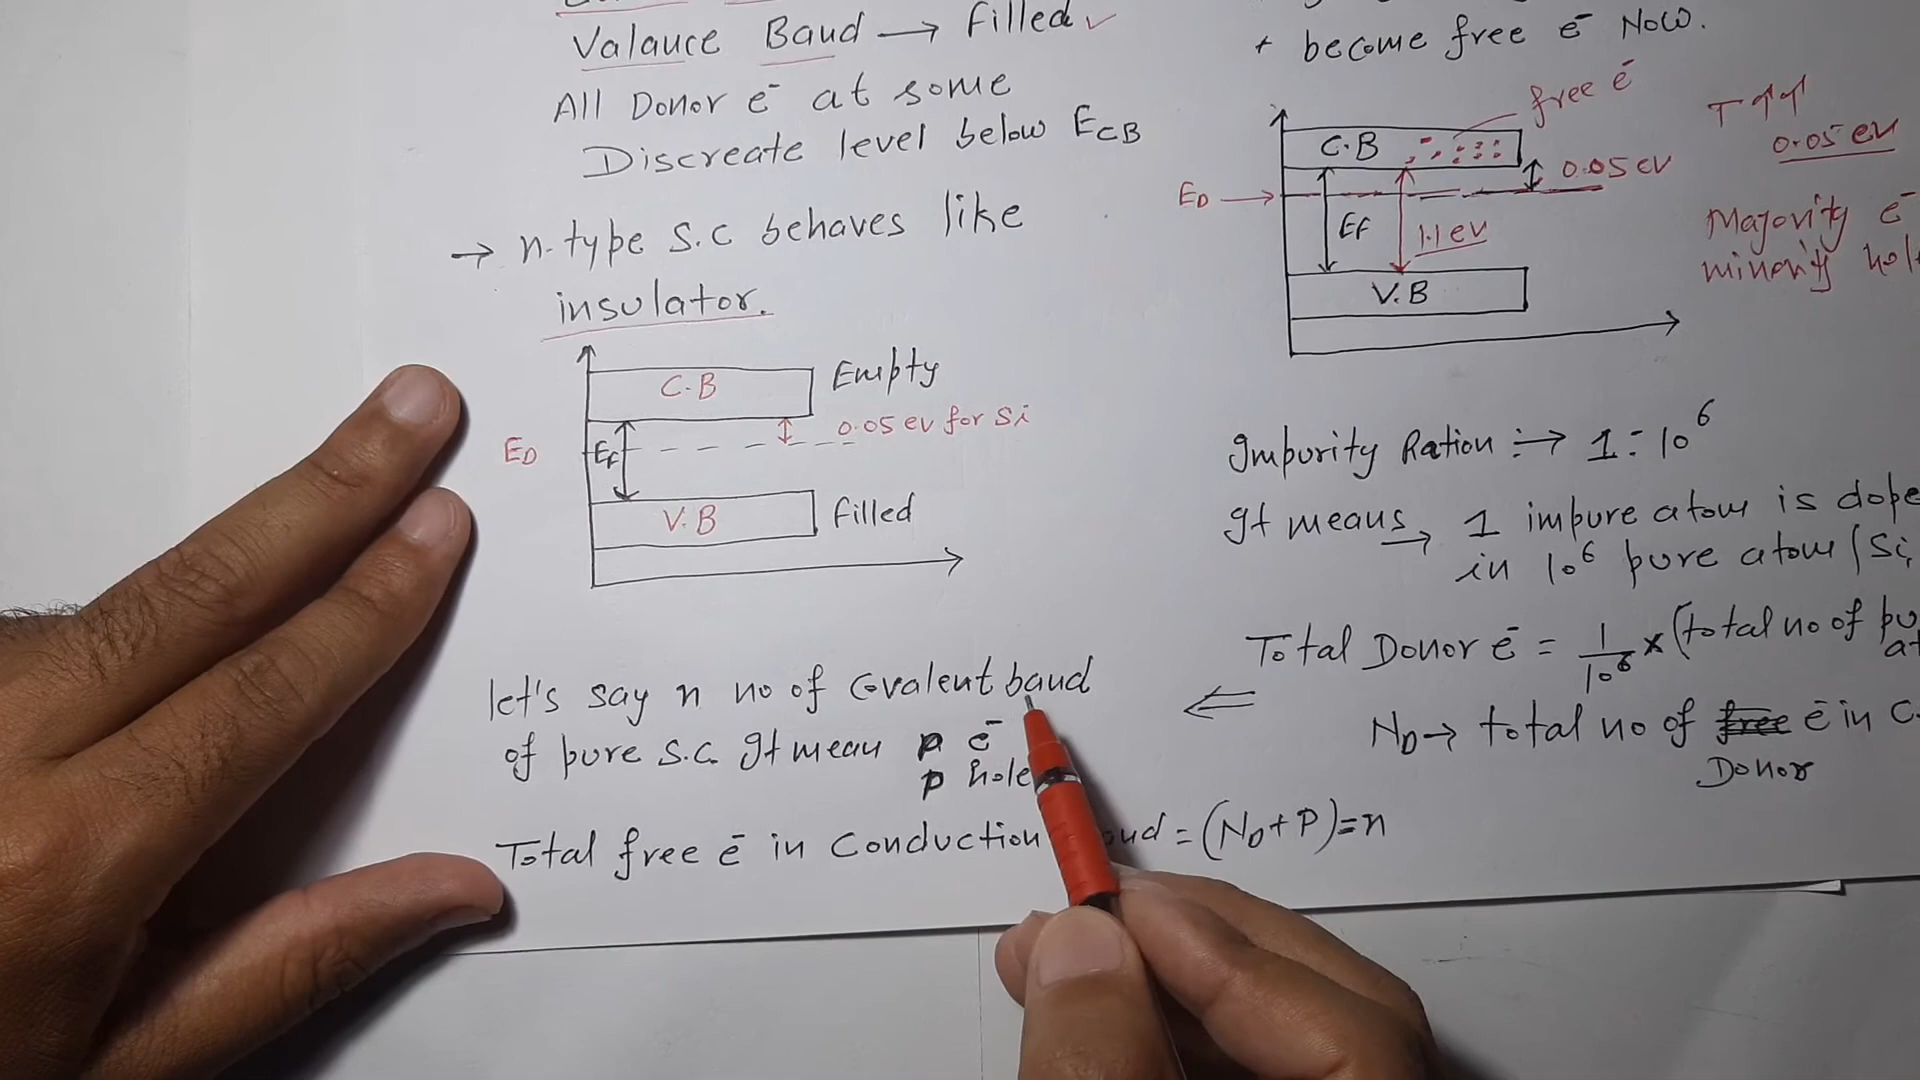 Valauce Baud → filled ✓
All Donor e⁻ at some
Discreate level below ECB
→ n-type S.C behaves like
insulator.
C.B Empty
0.05 ev for Si
ED
Ef
V.B filled
let's say n no of Covalent baud
of pure s.c. It mean p e⁻
p hole
Total free e⁻ in Conduction = (ND+P)=n
+ become free e⁻ Now.
free e⁻
C.B
0.05 ev
ED →
Ef
1.1 ev
V.B
T ↑↑↑
0.05 ev
Majority e⁻
minority
Impurity Ration :→ 1:10⁶
It means → 1 impure atom is dope
in 10⁶ pure atom (Si,
Total Donor e⁻ = 1/10⁶ × (total no of
⇐
ND → total no of free e⁻ in C.
Donor